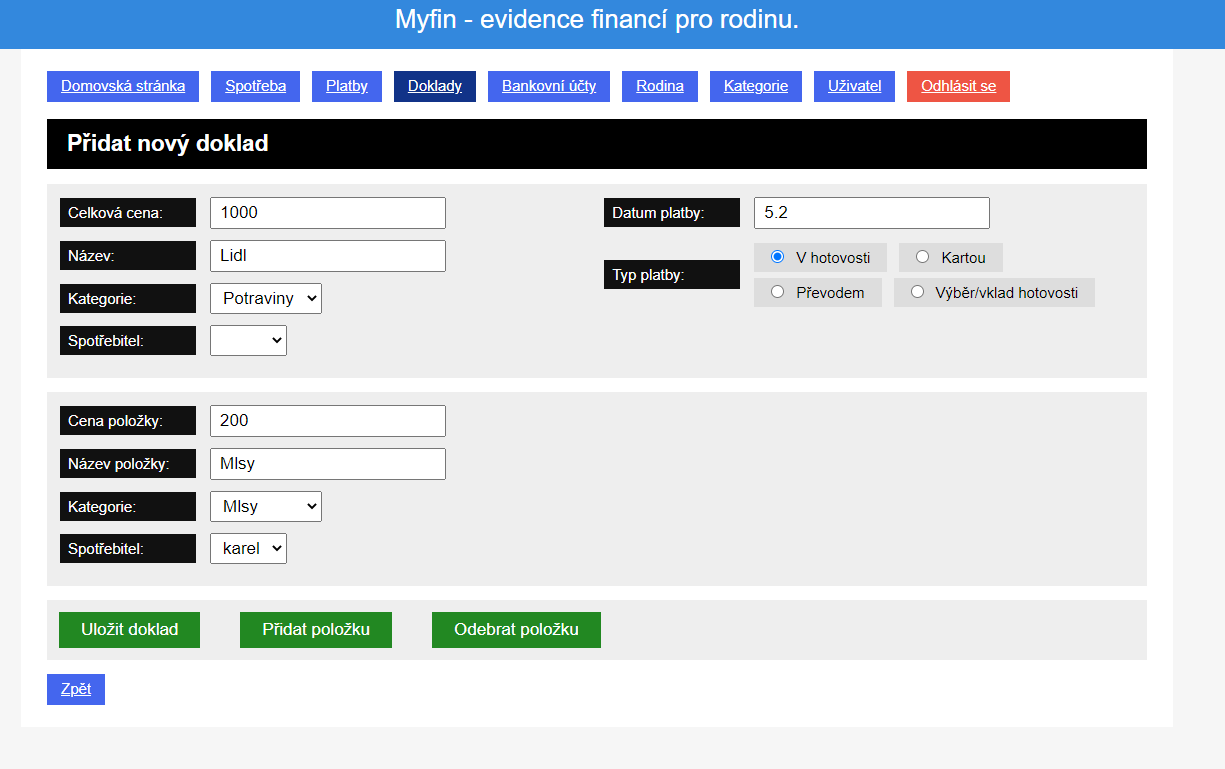 Myfin - evidence financí pro rodinu.
Domovská stránka Spotřeba Platby Doklady Bankovní účty Rodina Kategorie Uživatel Odhlásit se
Přidat nový doklad
Celková cena: 1000
Název: Lidl
Kategorie: Potraviny
Spotřebitel:
Datum platby: 5.2
Typ platby: V hotovosti Kartou
Převodem Výběr/vklad hotovosti
Cena položky: 200
Název položky: Mlsy
Kategorie: Mlsy
Spotřebitel: karel
Uložit doklad Přidat položku Odebrat položku
Zpět